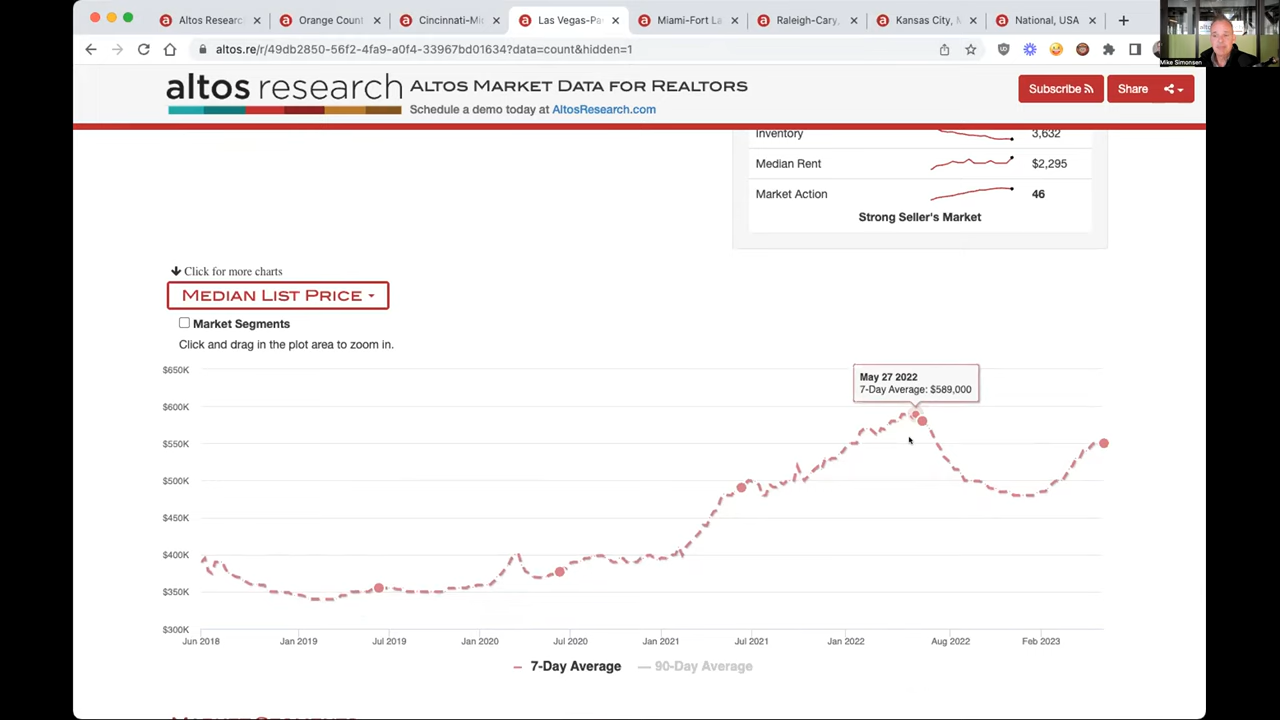 Altos Researc
Orange Count
Cincinnati-Mi
Las Vegas-Pa
Miami-Fort La
Raleigh-Cary,
Kansas City, M
National, USA
altos.re/r/49db2850-56f2-4fa9-a0f4-33967bd01634?data=count&hidden=1
Mike Simonsen
altos research
ALTOS MARKET DATA FOR REALTORS
Schedule a demo today at AltosResearch.com
Subscribe
Share
Inventory 3,632
Median Rent $2,295
Market Action 46
Strong Seller's Market
Click for more charts
MEDIAN LIST PRICE
Market Segments
Click and drag in the plot area to zoom in.
$650K
$600K
$550K
$500K
$450K
$400K
$350K
$300K
May 27 2022
7-Day Average: $589,000
Jun 2018 Jan 2019 Jul 2019 Jan 2020 Jul 2020 Jan 2021 Jul 2021 Jan 2022 Aug 2022 Feb 2023
7-Day Average 90-Day Average